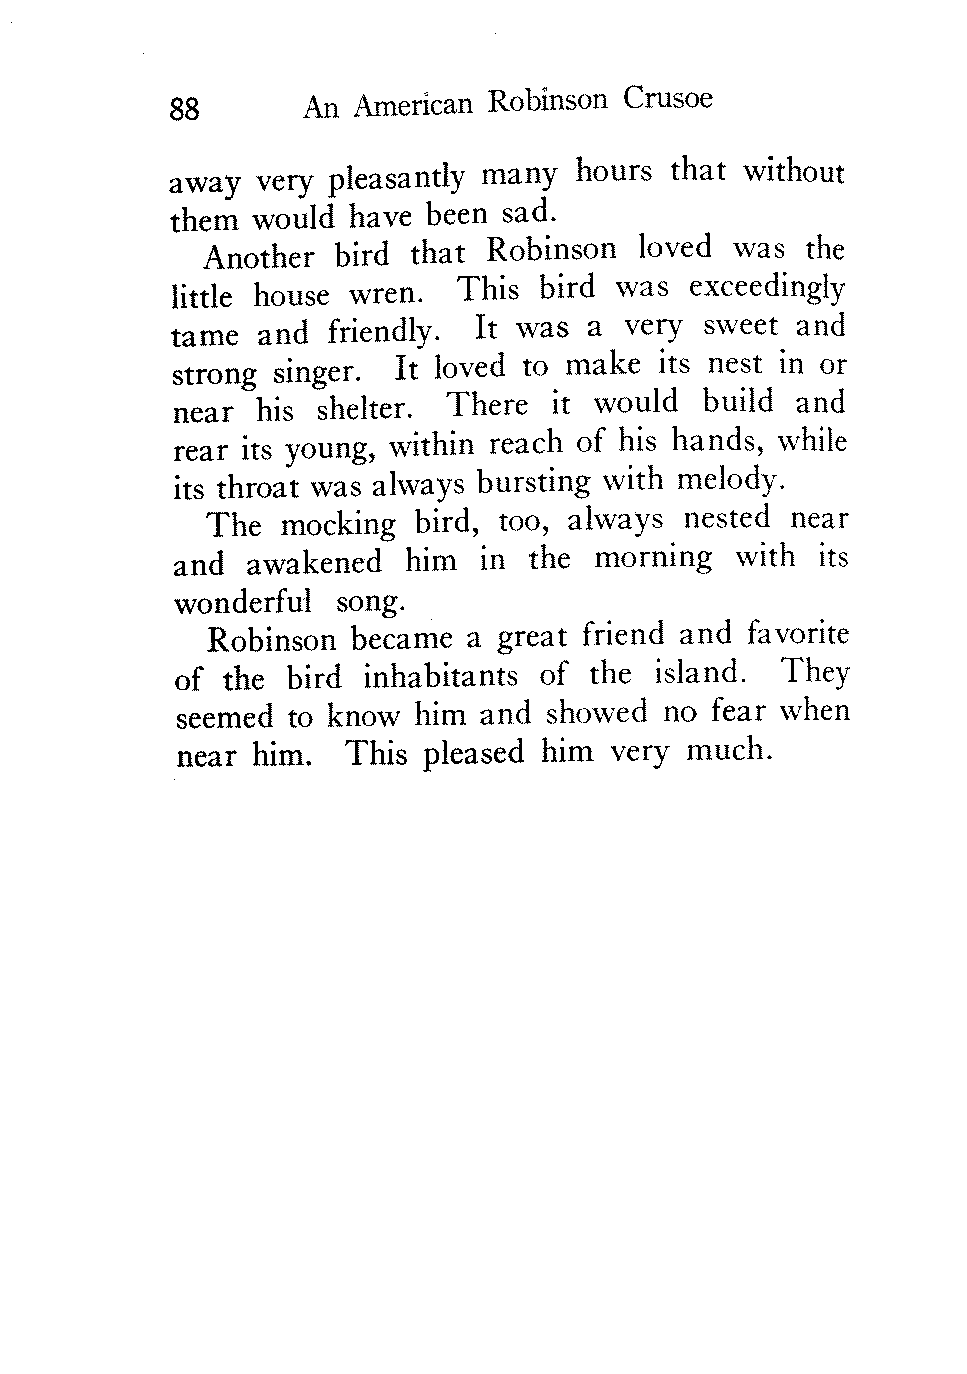 88 An American Robinson Crusoe
away very pleasantly many hours that without
them would have been sad.
Another bird that Robinson loved was the
little house wren. This bird was exceedingly
tame and friendly. It was a very sweet and
strong singer. It loved to make its nest in or
near his shelter. There it would build and
rear its young, within reach of his hands, while
its throat was always bursting with melody.
The mocking bird, too, always nested near
and awakened him in the morning with its
wonderful song.
Robinson became a great friend and favorite
of the bird inhabitants of the island. They
seemed to know him and showed no fear when
near him. This pleased him very much.